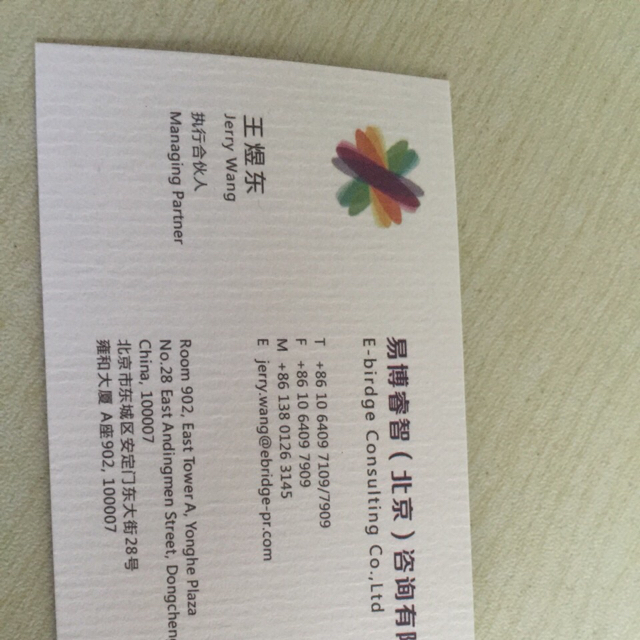 易博睿智（北京）咨询有
E-birdge Consulting Co.,Ltd
王煜东
Jerry Wang
执行合伙人
Managing Partner
T +86 10 6409 7109/7909
F +86 10 6409 7909
M +86 138 0126 3145
E jerry.wang@ebridge-pr.com
Room 902, East Tower A, Yonghe Plaza
No.28 East Andingmen Street, Dongcheng
China, 100007
北京市东城区安定门东大街28号
雍和大厦 A座902, 100007